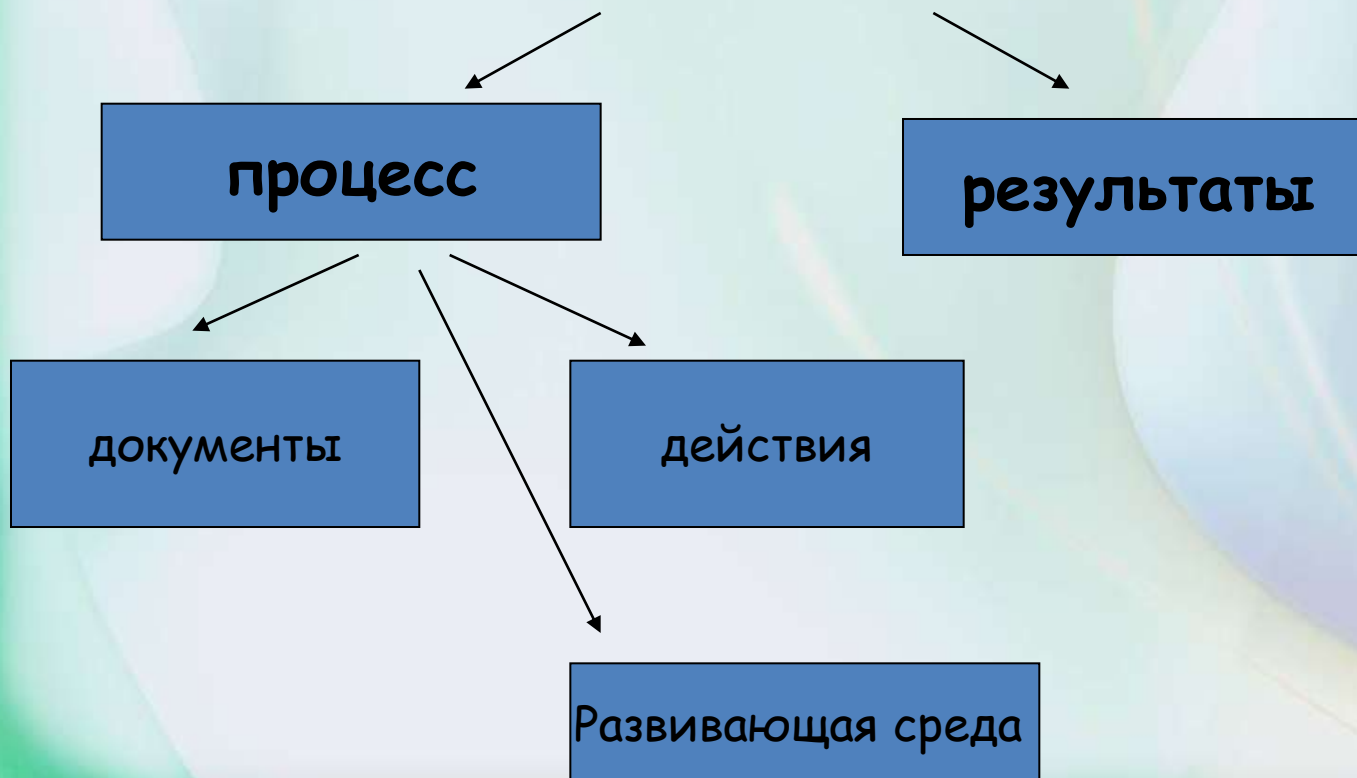 процесс
результаты
документы
действия
Развивающая среда